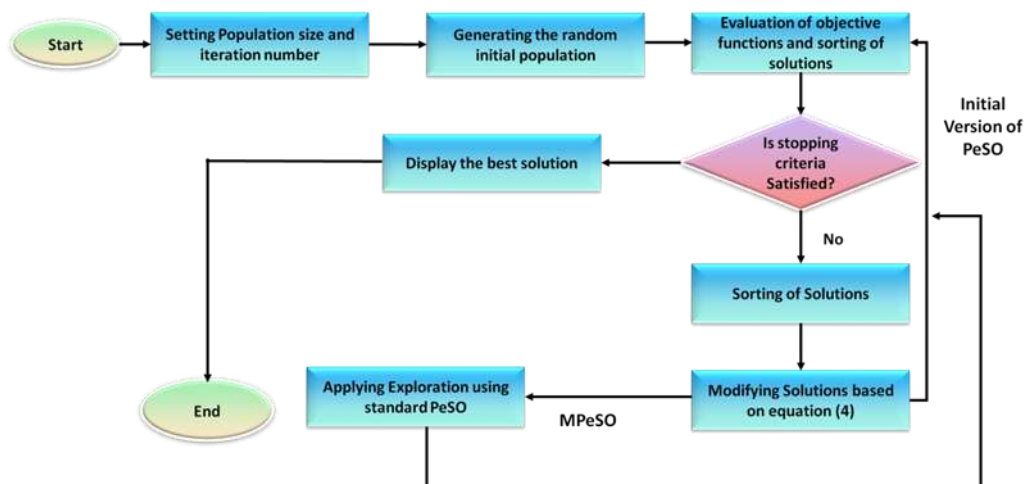 Start
Setting Population size and
iteration number
Generating the random
initial population
Evaluation of objective
functions and sorting of
solutions
Initial
Version of
PeSO
Is stopping
criteria
Satisfied?
Display the best solution
No
Sorting of Solutions
Modifying Solutions based
on equation (4)
MPeSO
Applying Exploration using
standard PeSO
End